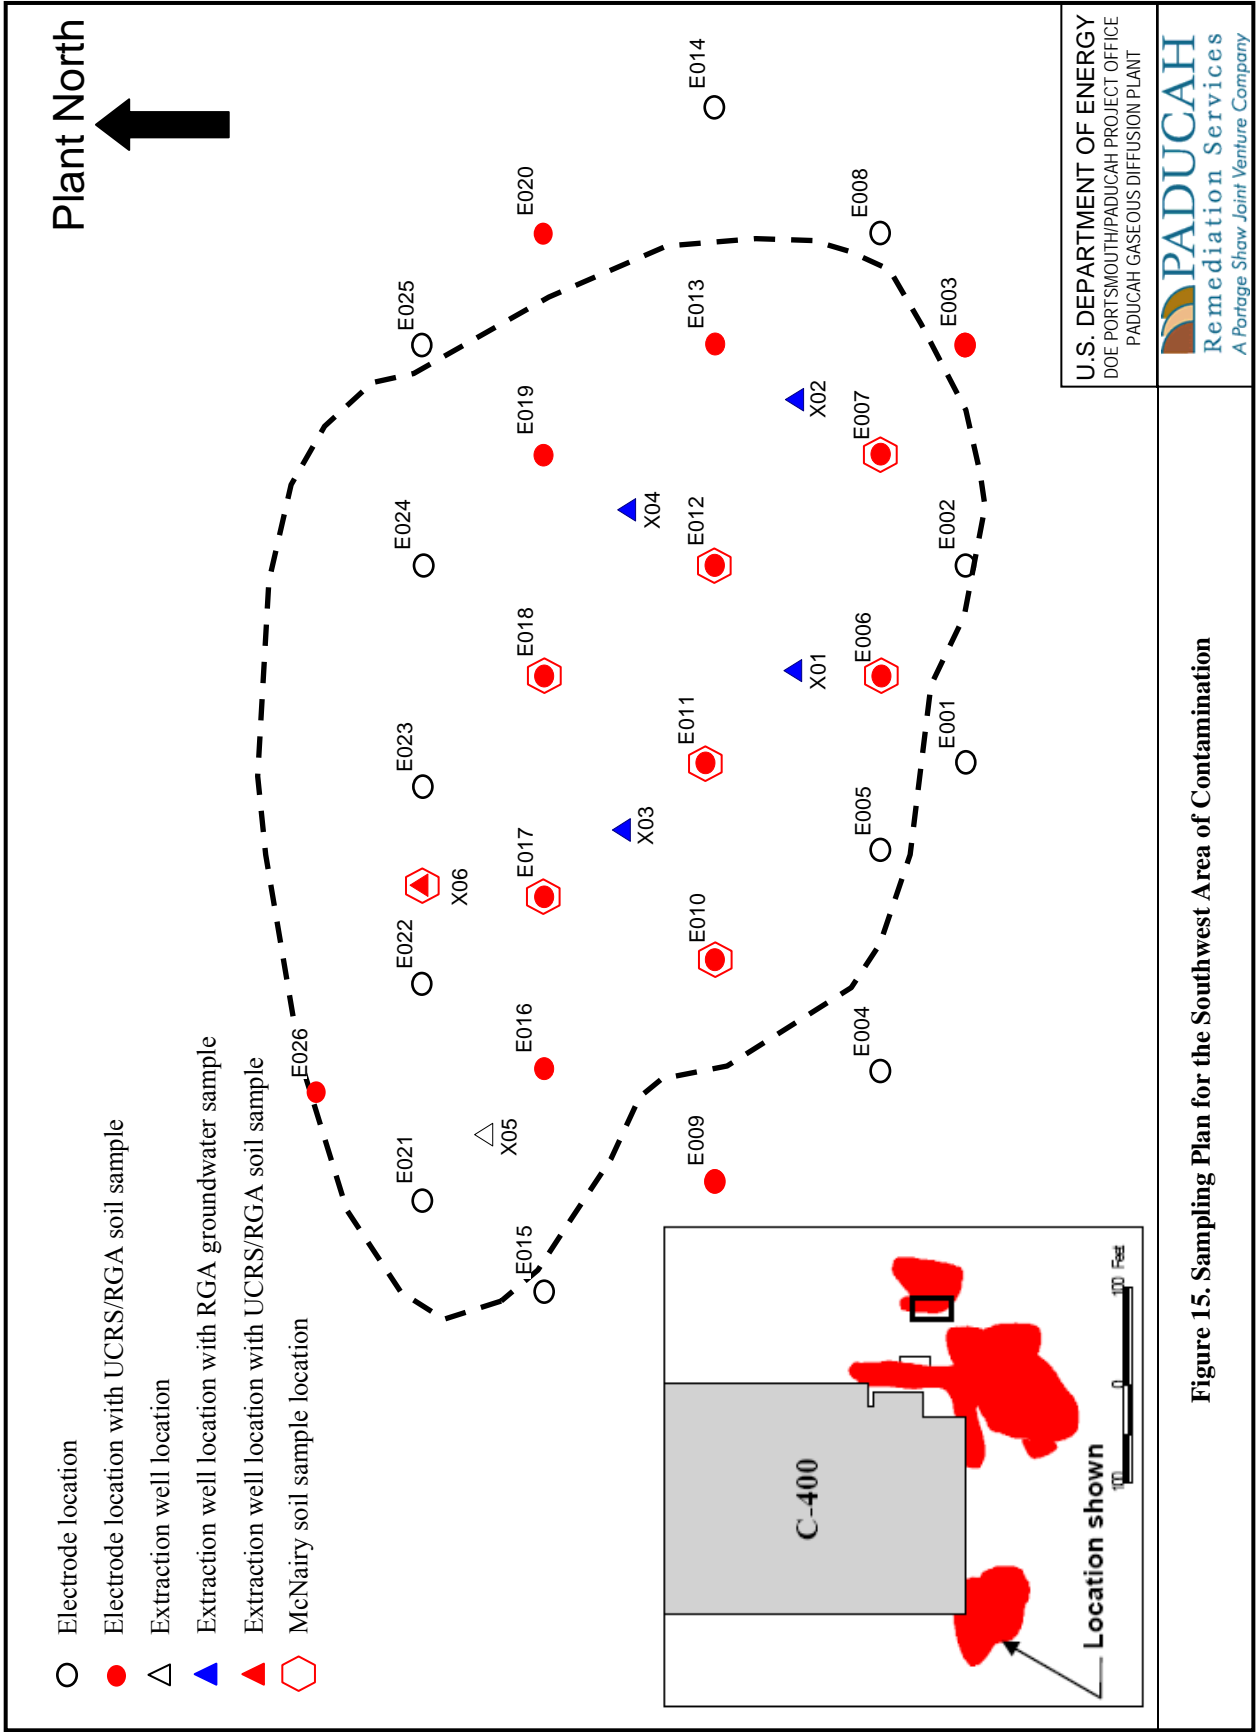 Plant North
Electrode location
Electrode location with UCRS/RGA soil sample
Extraction well location
Extraction well location with RGA groundwater sample
Extraction well location with UCRS/RGA soil sample
McNairy soil sample location
E026
E021
E022
E023
E024
E025
X06
X05
E015
E016
E017
E018
E019
E020
X03
X04
E009
E010
E011
E012
E013
E014
X01
X02
E004
E005
E006
E007
E008
E001
E002
E003
C-400
Location shown
100
0
100 Feet
U.S. DEPARTMENT OF ENERGY
DOE PORTSMOUTH/PADUCAH PROJECT OFFICE
PADUCAH GASEOUS DIFFUSION PLANT
PADUCAH
Remediation Services
A Portage Shaw Joint Venture Company
Figure 15. Sampling Plan for the Southwest Area of Contamination